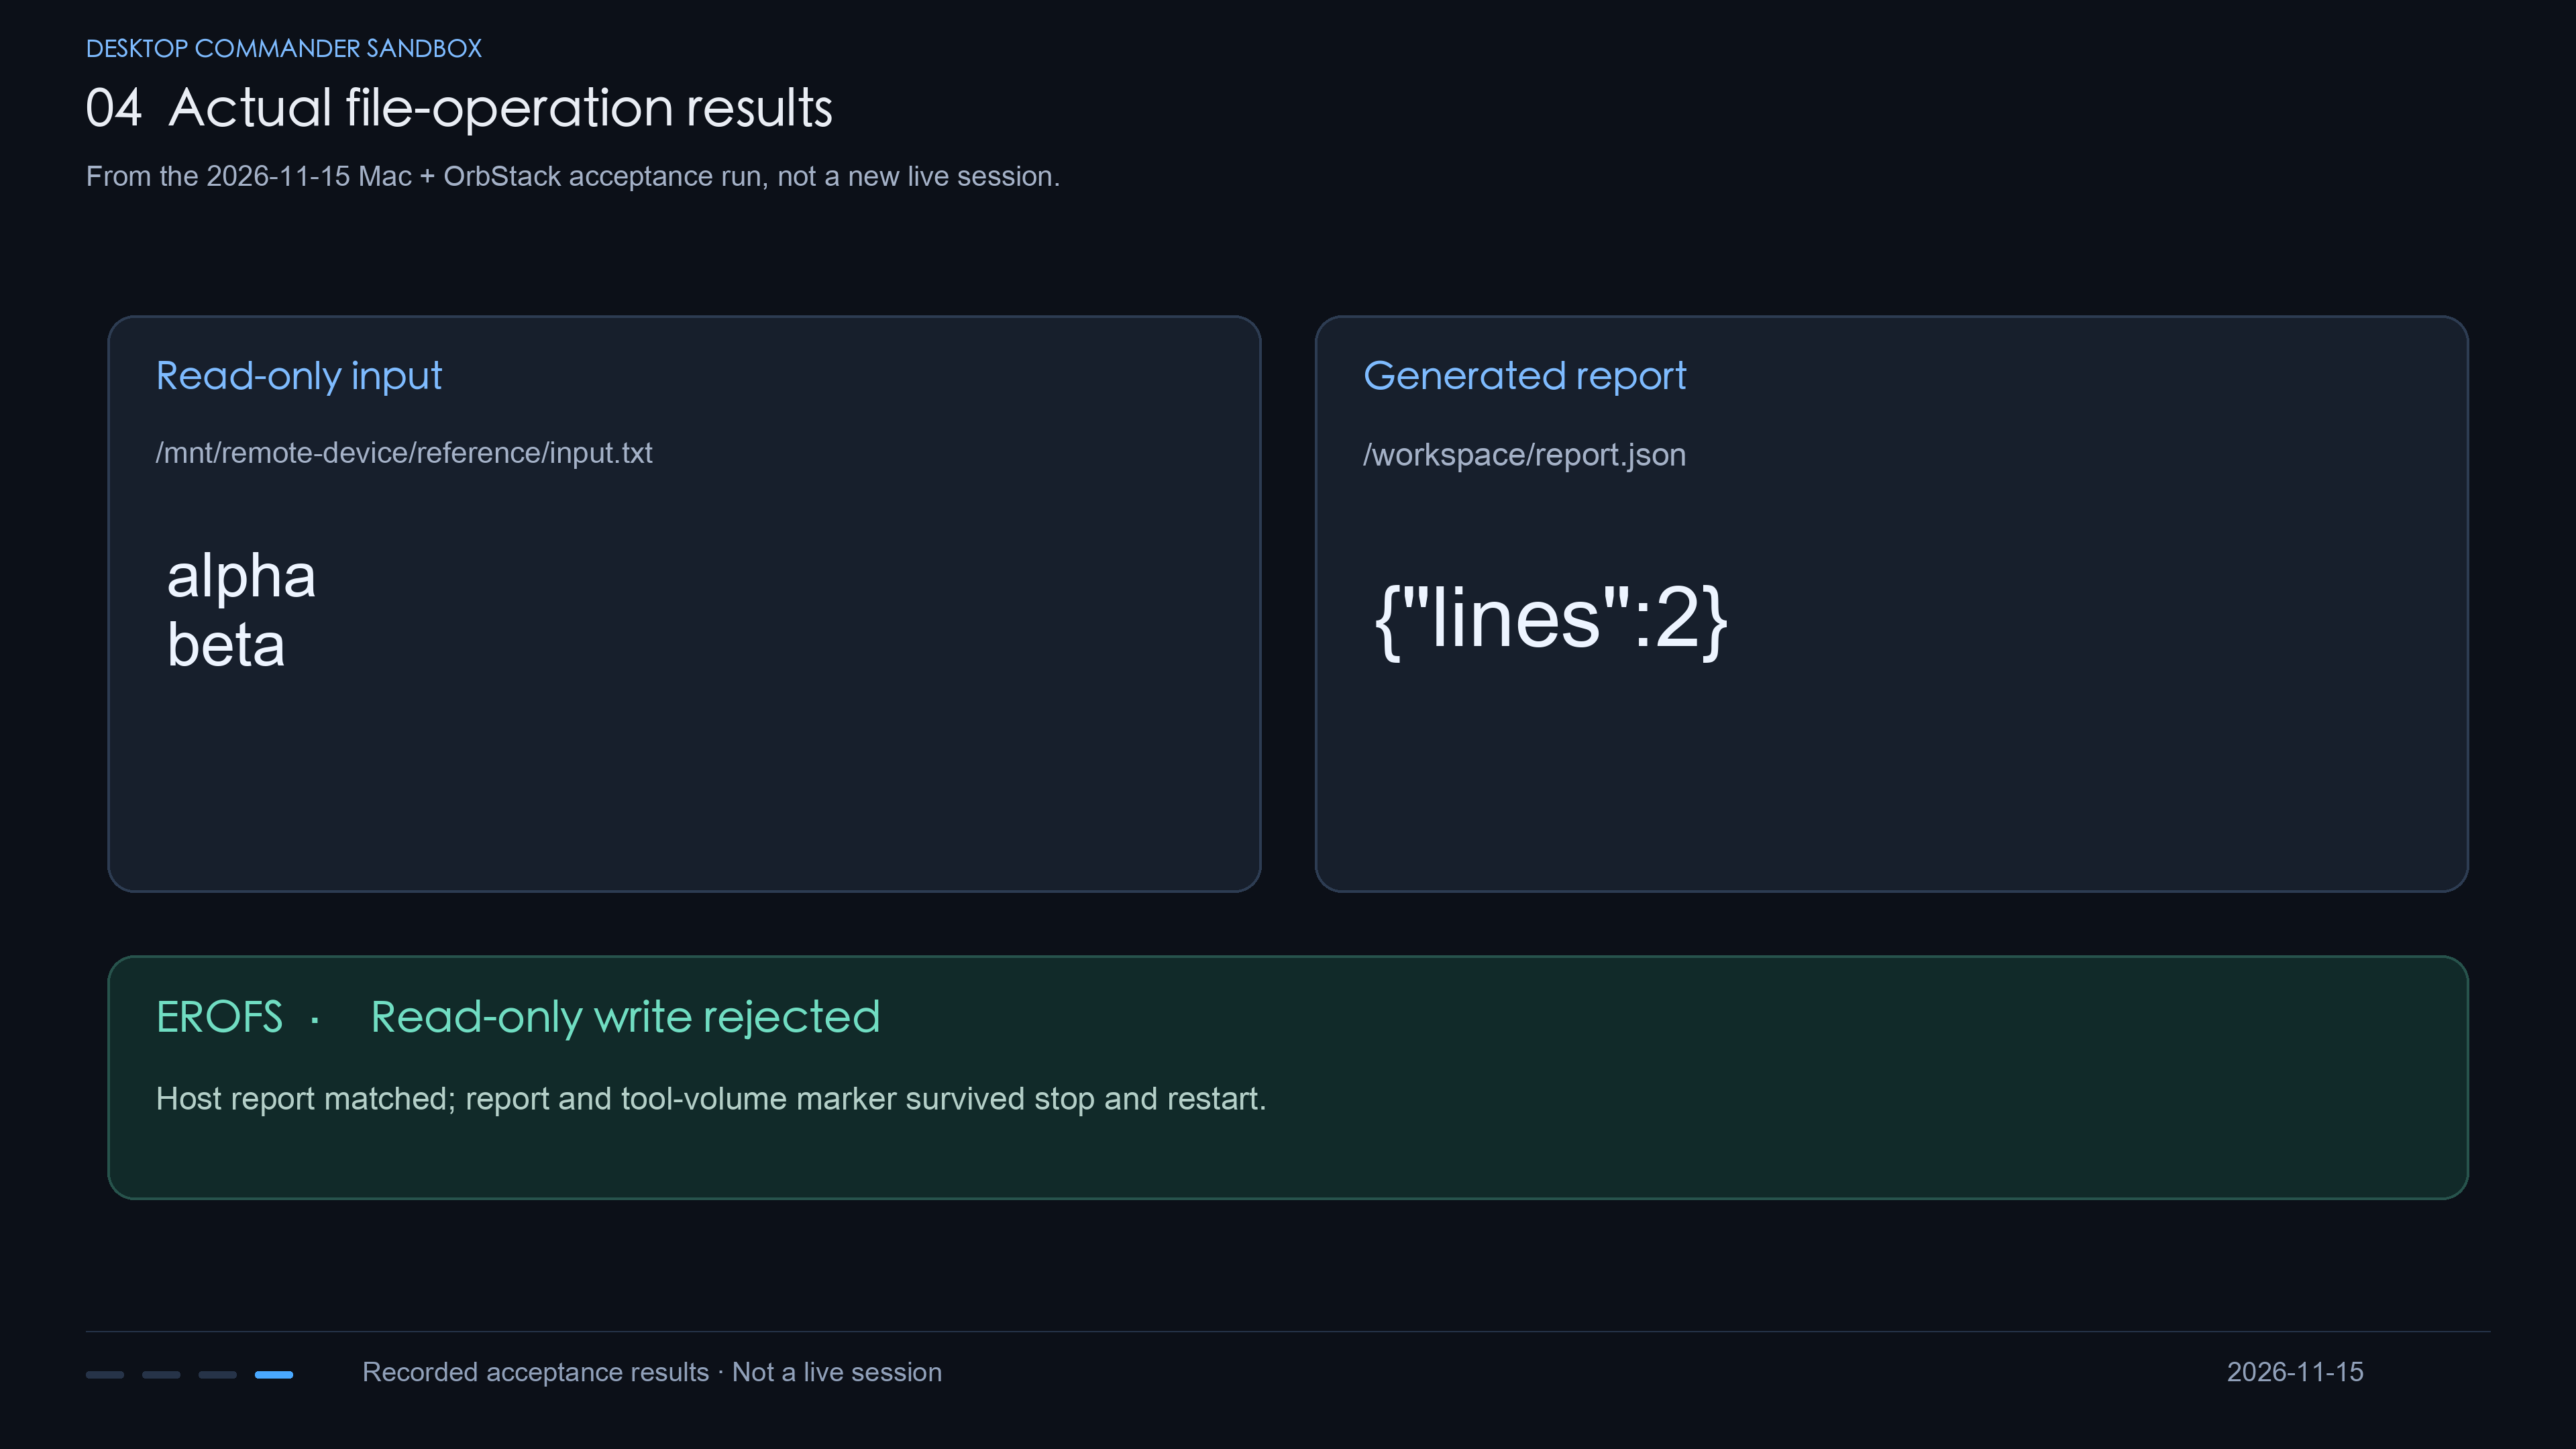 DESKTOP COMMANDER SANDBOX
04 Actual file-operation results
From the 2026-11-15 Mac + OrbStack acceptance run, not a new live session.
Read-only input
/mnt/remote-device/reference/input.txt
alpha
beta
Generated report
/workspace/report.json
{"lines":2}
EROFS · Read-only write rejected
Host report matched; report and tool-volume marker survived stop and restart.
Recorded acceptance results · Not a live session
2026-11-15